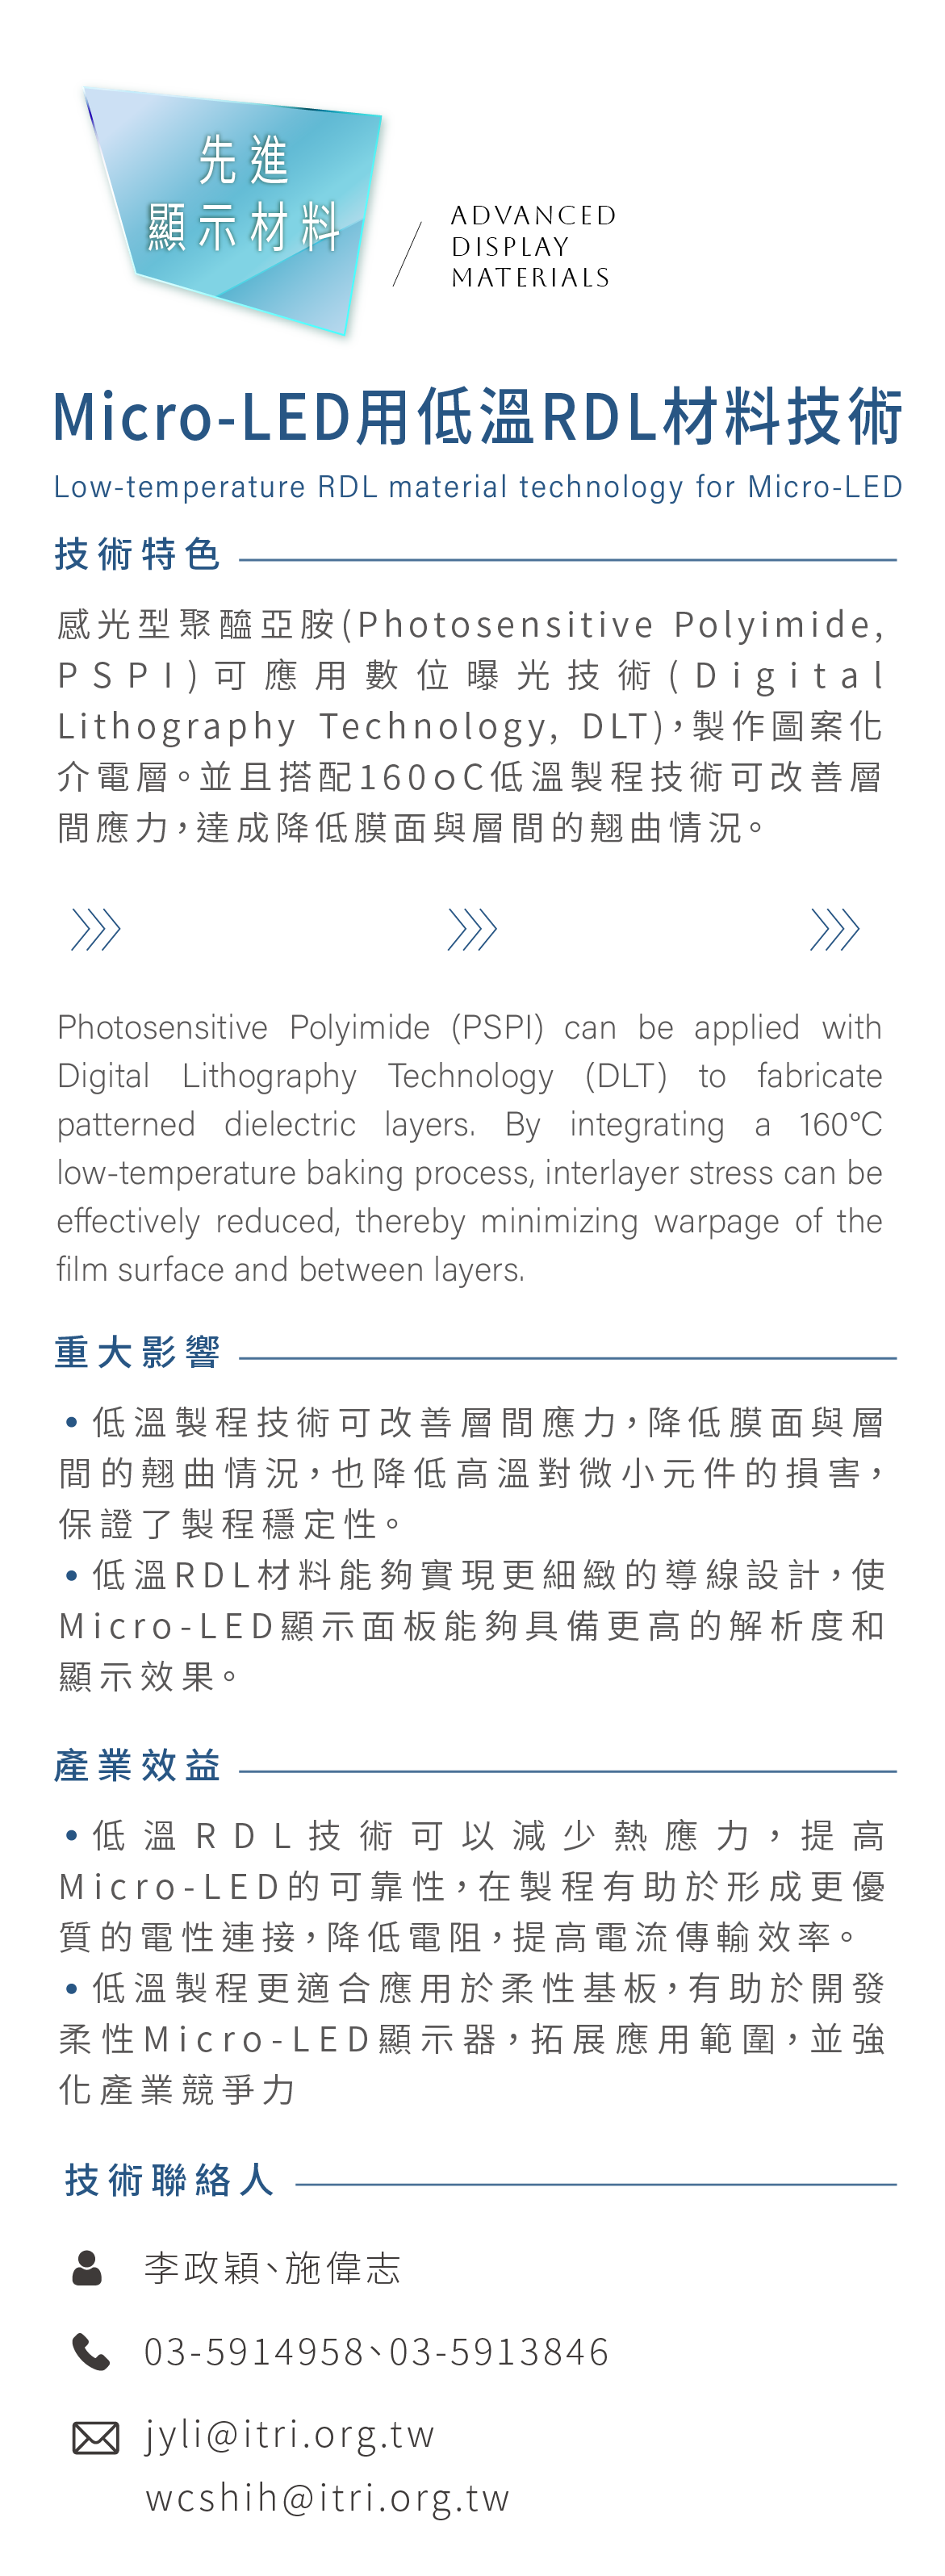 先進
顯示材料
ADVANCED
DISPLAY
MATERIALS
Micro-LED用低溫RDL材料技術
Low-temperature RDL material technology for Micro-LED
技術特色
感光型聚醯亞胺(Photosensitive Polyimide,
PSPI)可應用數位曝光技術(Digital
Lithography Technology, DLT)，製作圖案化
介電層。並且搭配160oC低溫製程技術可改善層
間應力，達成降低膜面與層間的翹曲情況。
Photosensitive Polyimide (PSPI) can be applied with
Digital Lithography Technology (DLT) to fabricate
patterned dielectric layers. By integrating a 160°C
low-temperature baking process, interlayer stress can be
effectively reduced, thereby minimizing warpage of the
film surface and between layers.
重大影響
• 低溫製程技術可改善層間應力，降低膜面與層
間的翹曲情況，也降低高溫對微小元件的損害，
保證了製程穩定性。
• 低溫RDL材料能夠實現更細緻的導線設計，使
Micro-LED顯示面板能夠具備更高的解析度和
顯示效果。
產業效益
• 低溫RDL技術可以減少熱應力，提高
Micro-LED的可靠性，在製程有助於形成更優
質的電性連接，降低電阻，提高電流傳輸效率。
• 低溫製程更適合應用於柔性基板，有助於開發
柔性Micro-LED顯示器，拓展應用範圍，並強
化產業競爭力
技術聯絡人
李政穎、施偉志
03-5914958、03-5913846
jyli@itri.org.tw
wcshih@itri.org.tw